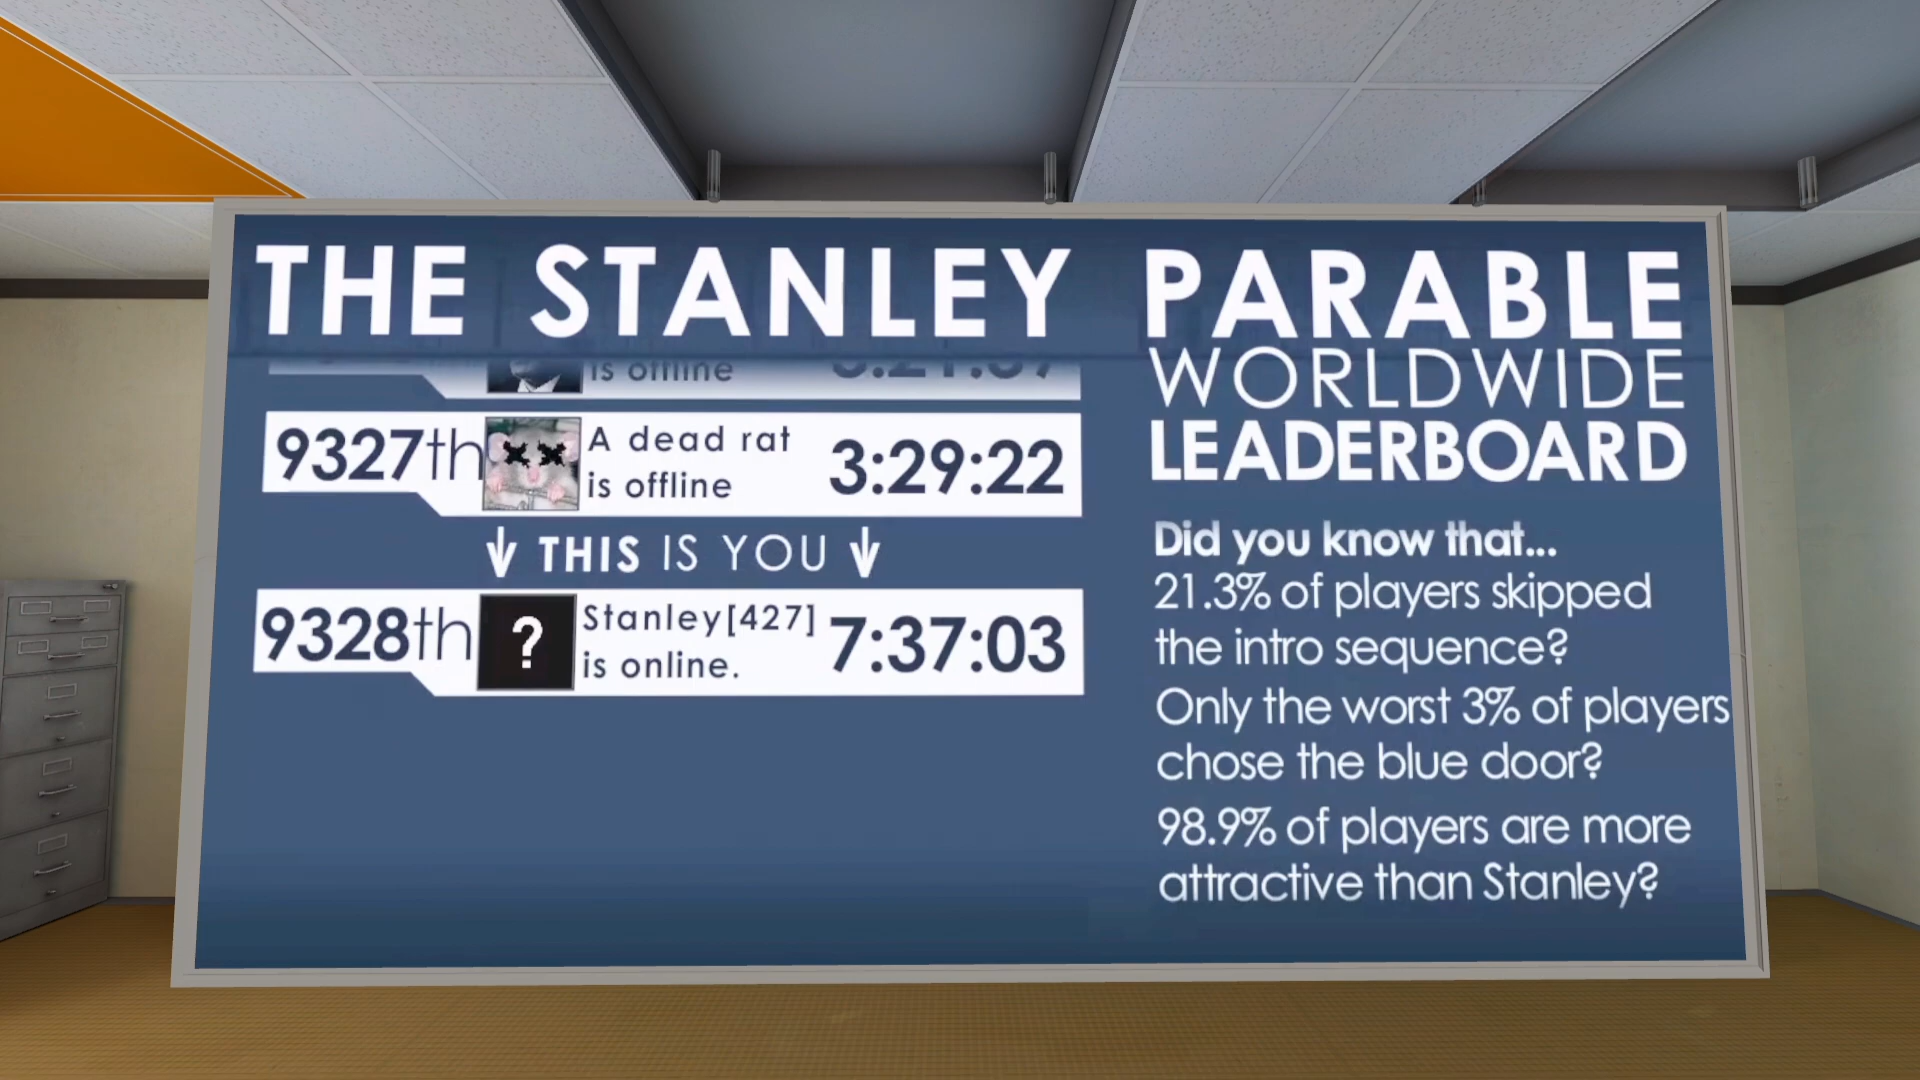 THE STANLEY PARABLE
WORLDWIDE
LEADERBOARD
is offline
9327th
A dead rat
is offline
3:29:22
THIS IS YOU
9328th
?
Stanley[427]
is online.
7:37:03
Did you know that...
21.3% of players skipped
the intro sequence?
Only the worst 3% of players
chose the blue door?
98.9% of players are more
attractive than Stanley?